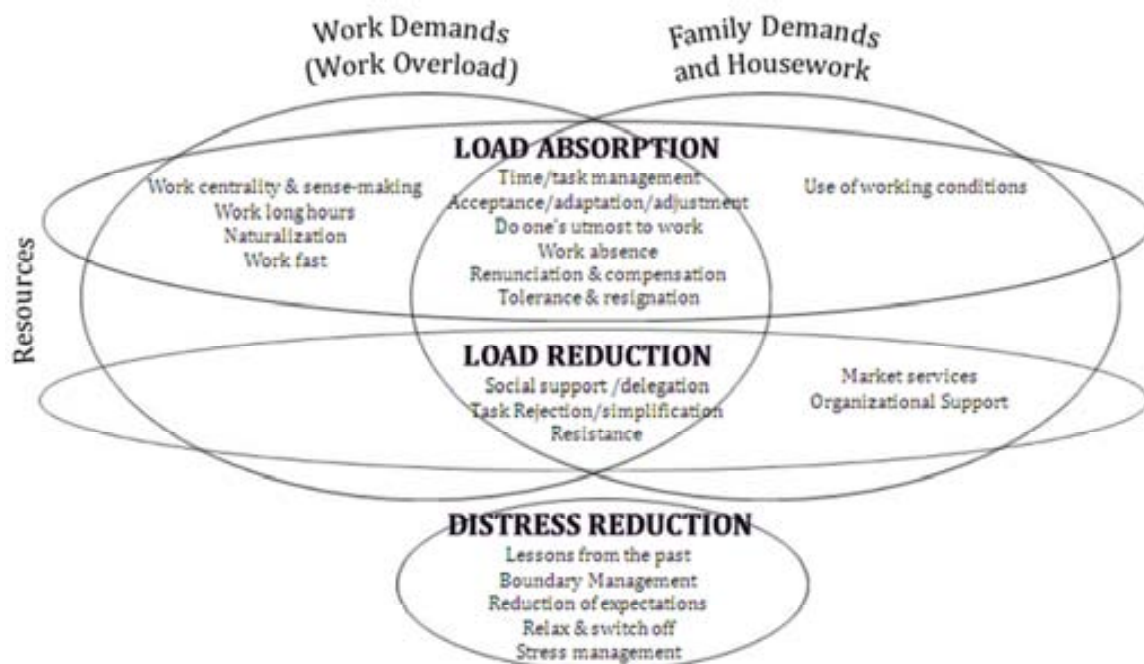 Work Demands
(Work Overload)
Family Demands
and Housework
Resources
LOAD ABSORPTION
Work centrality & sense-making
Work long hours
Naturalization
Work fast
Time/task management
Acceptance/adaptation/adjustment
Do one's utmost to work
Work absence
Renunciation & compensation
Tolerance & resignation
Use of working conditions
LOAD REDUCTION
Social support /delegation
Task Rejection/simplification
Resistance
Market services
Organizational Support
DISTRESS REDUCTION
Lessons from the past
Boundary Management
Reduction of expectations
Relax & switch off
Stress management